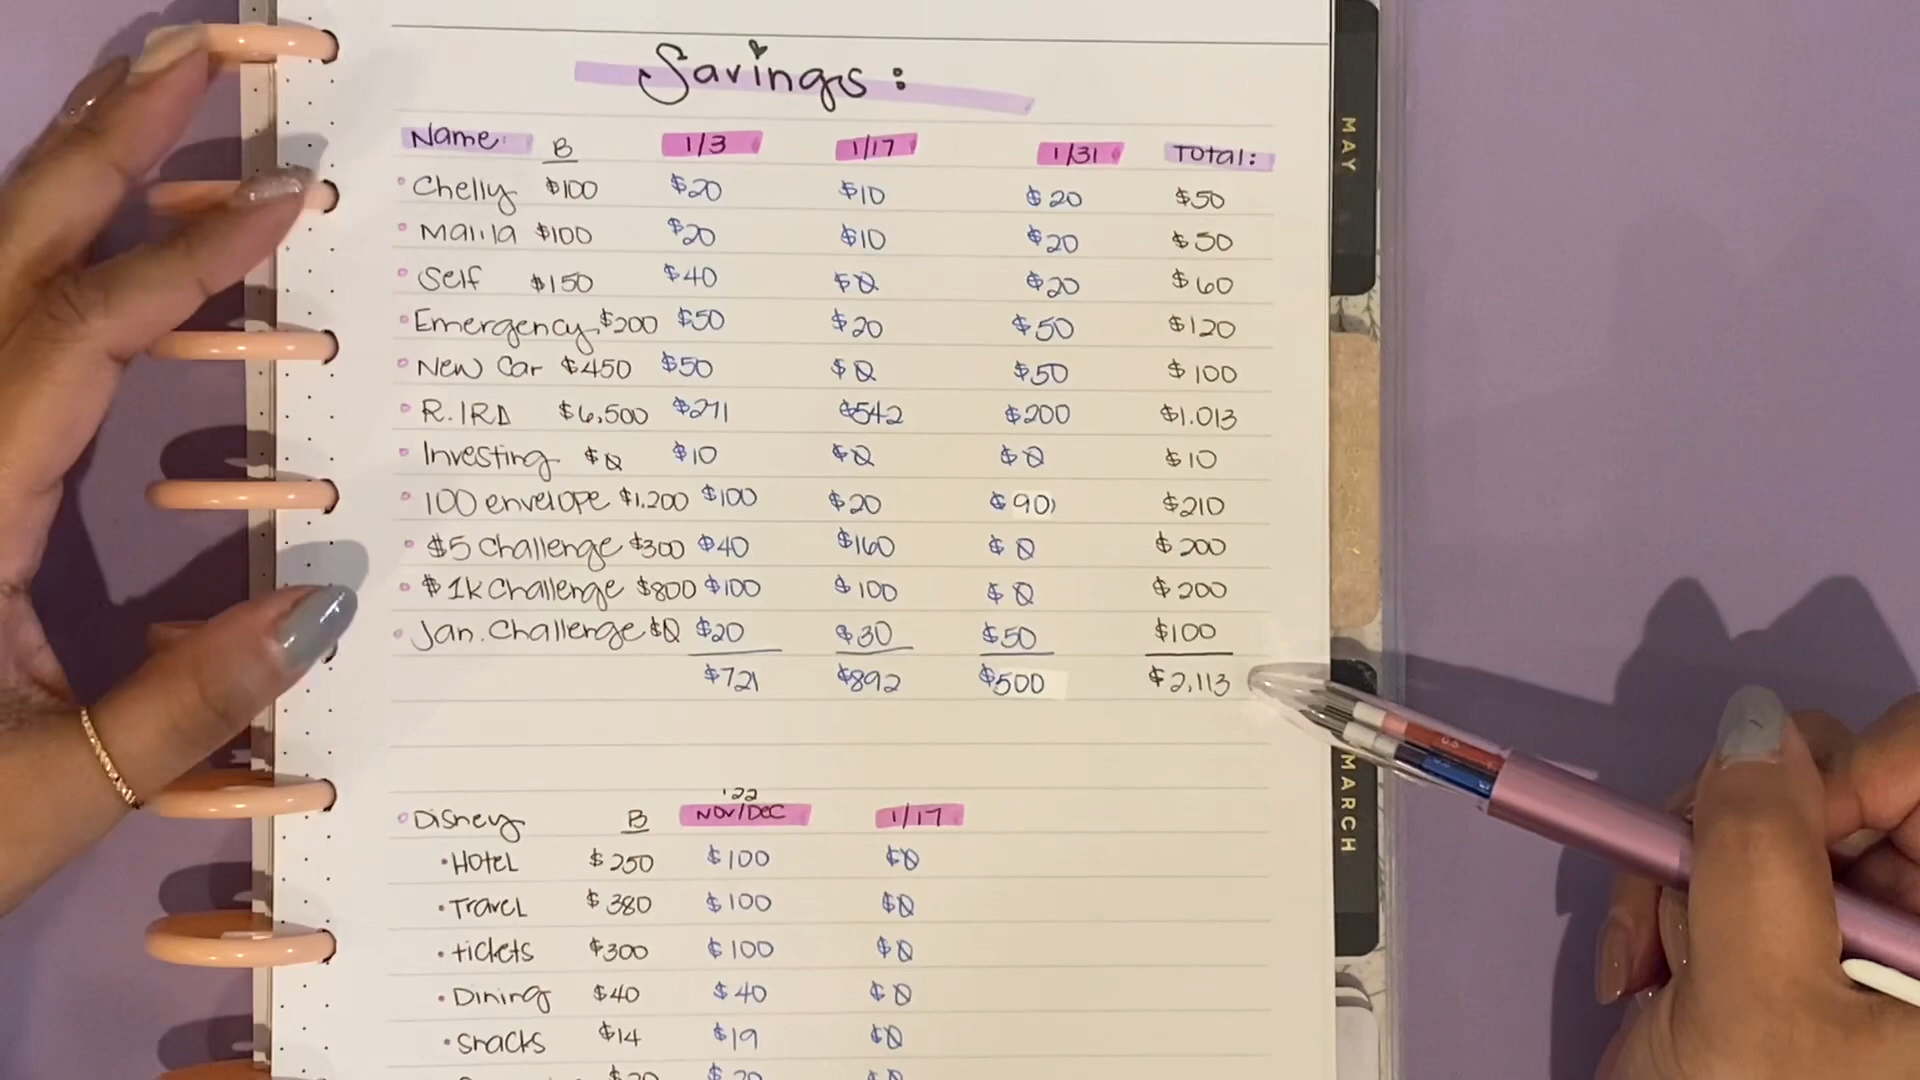 Savings:
Name: B 1/3 1/17 1/31 Total:
Chelly $100 $20 $10 $20 $50
Malila $100 $20 $10 $20 $50
Self $150 $40 $0 $20 $60
Emergency $200 $50 $20 $50 $120
New Car $450 $50 $0 $50 $100
R.IRA $6,500 $271 $542 $200 $1.013
Investing $0 $10 $0 $0 $10
100 envelope $1,200 $100 $20 $90 $210
$5 Challenge $300 $40 $160 $0 $200
$1k Challenge $800 $100 $100 $0 $200
Jan. Challenge $0 $20 $30 $50 $100
$721 $892 $500 $2,113
'22
Disney B Nov/Dec 1/17
Hotel $250 $100 $0
Travel $380 $100 $0
tickets $300 $100 $0
Dining $40 $40 $0
snacks $14 $19 $0
$20 $20 $0
MAY
MARCH